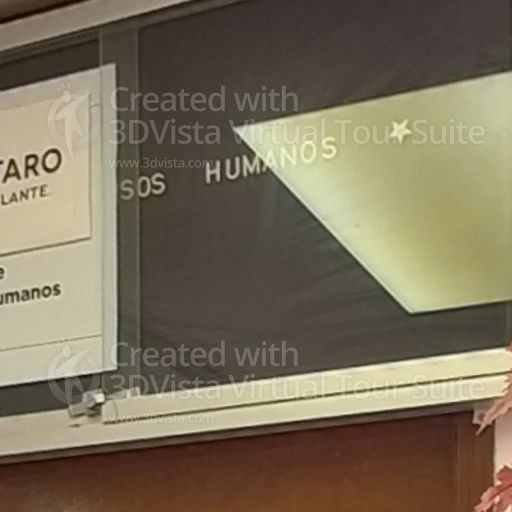 TARO
LANTE.
e
umanos
SOS HUMANOS
Created with
3DVista Virtual Tour Suite
www.3dvista.com
Created with
3DVista Virtual Tour Suite
www.3dvista.com